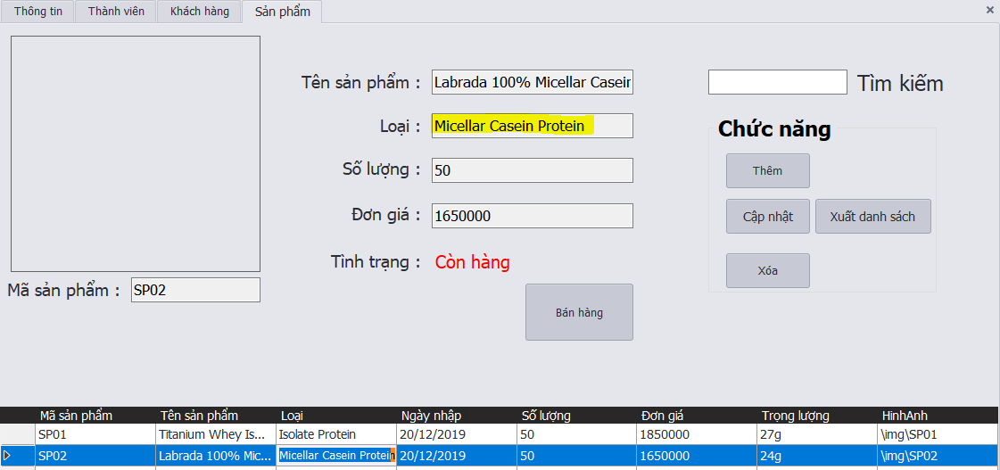 Thông tin Thành viên Khách hàng Sản phẩm
Tên sản phẩm : Labrada 100% Micellar Casein
Tìm kiếm
Loại : Micellar Casein Protein
Chức năng
Số lượng : 50
Thêm
Đơn giá : 1650000
Cập nhật Xuất danh sách
Tình trạng : Còn hàng
Xóa
Mã sản phẩm : SP02
Bán hàng
Mã sản phẩm Tên sản phẩm Loại Ngày nhập Số lượng Đơn giá Trọng lượng HinhAnh
SP01 Titanium Whey Is... Isolate Protein 20/12/2019 50 1850000 27g \img\SP01
SP02 Labrada 100% Mic... Micellar Casein Protein 20/12/2019 50 1650000 24g \img\SP02